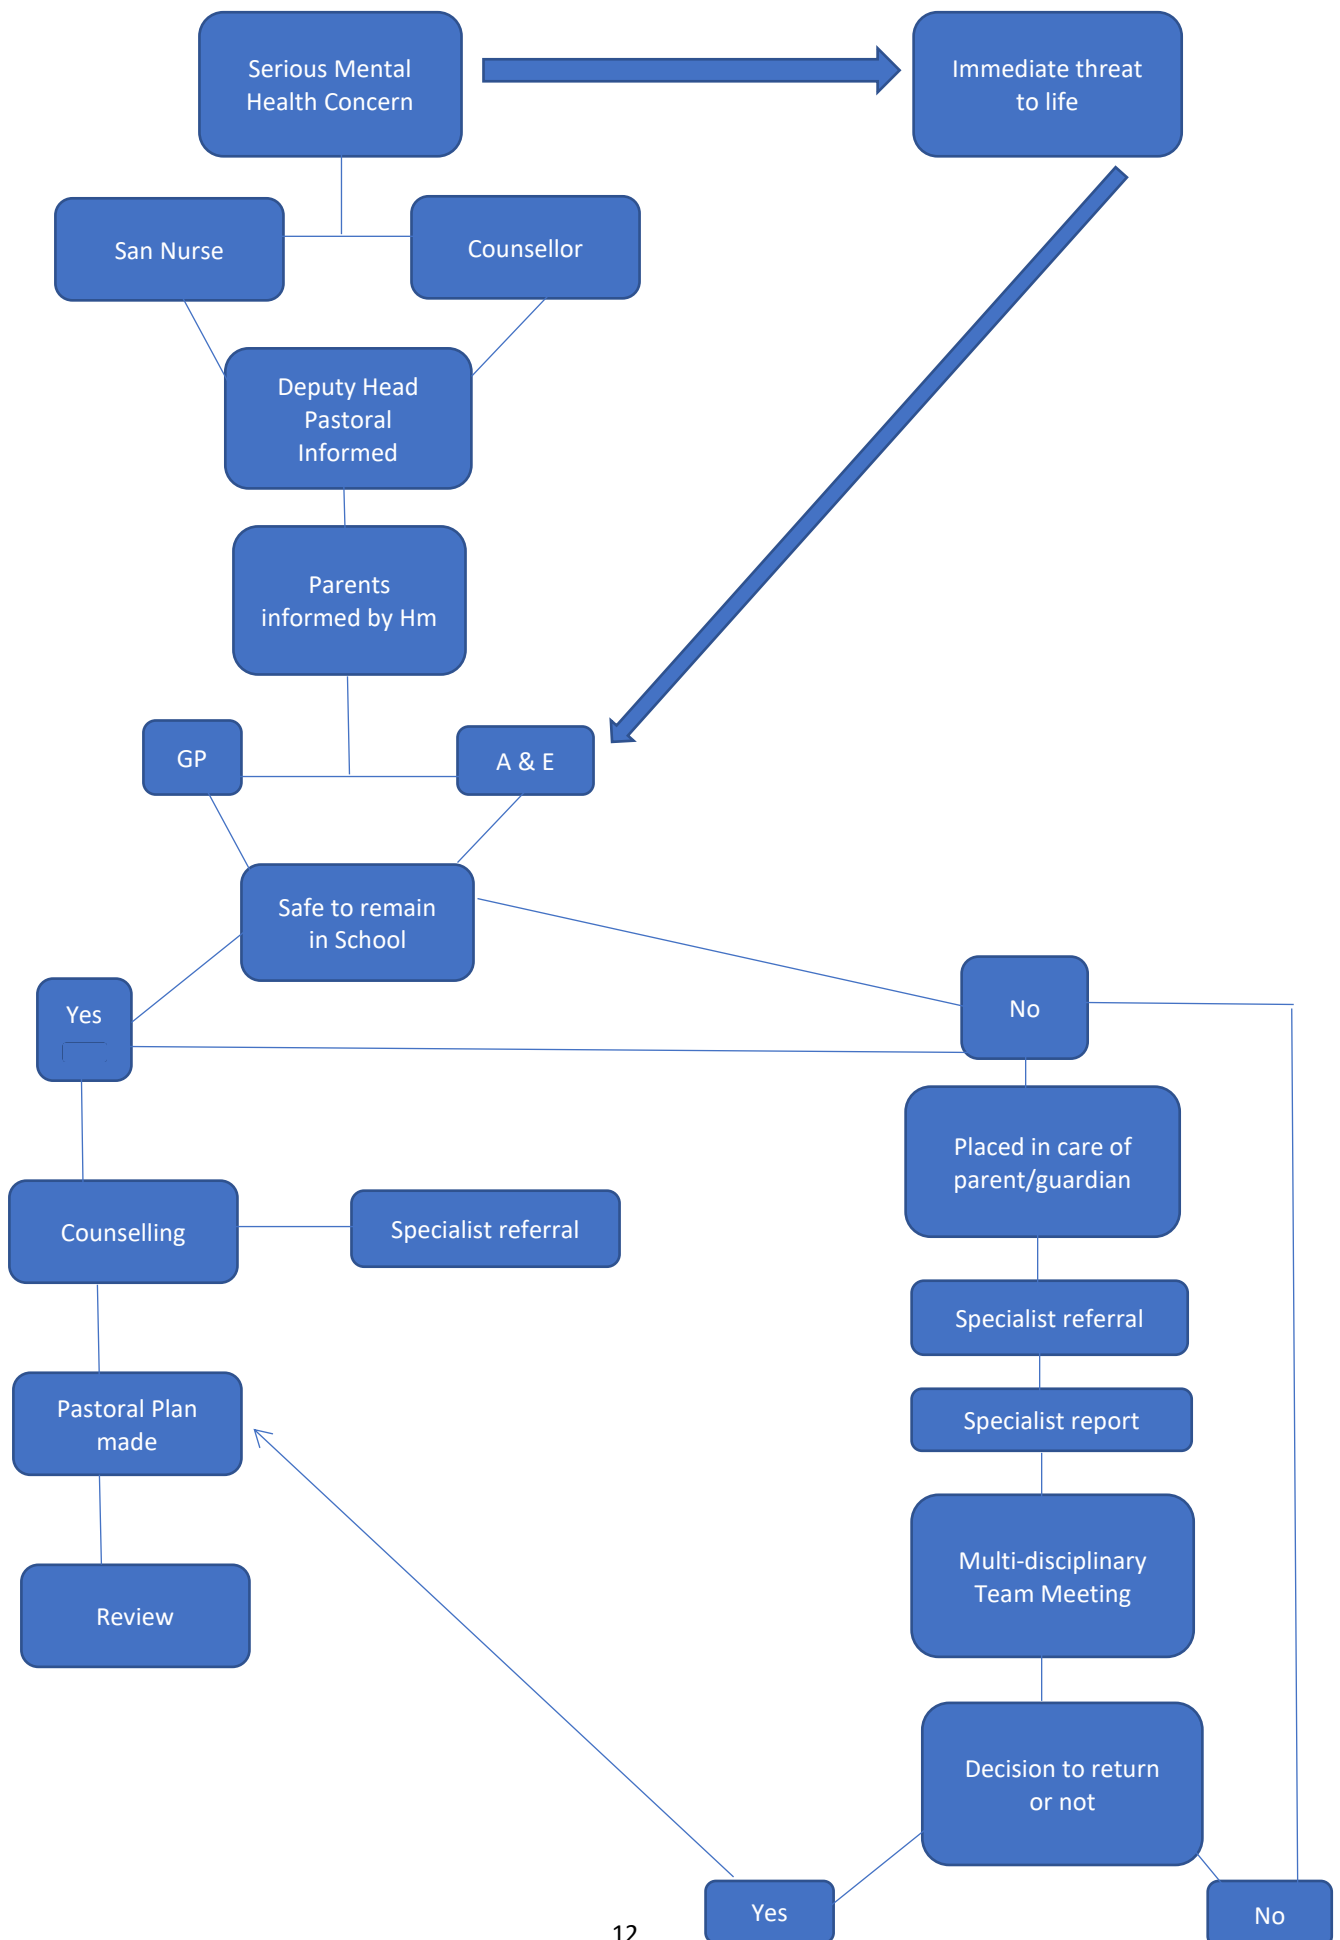 Serious Mental
Health Concern
Immediate threat
to life
San Nurse
Counsellor
Deputy Head
Pastoral
Informed
Parents
informed by Hm
GP
A & E
Safe to remain
in School
Yes
No
Placed in care of
parent/guardian
Counselling
Specialist referral
Specialist referral
Pastoral Plan
made
Specialist report
Multi-disciplinary
Team Meeting
Review
Decision to return
or not
Yes
No
12